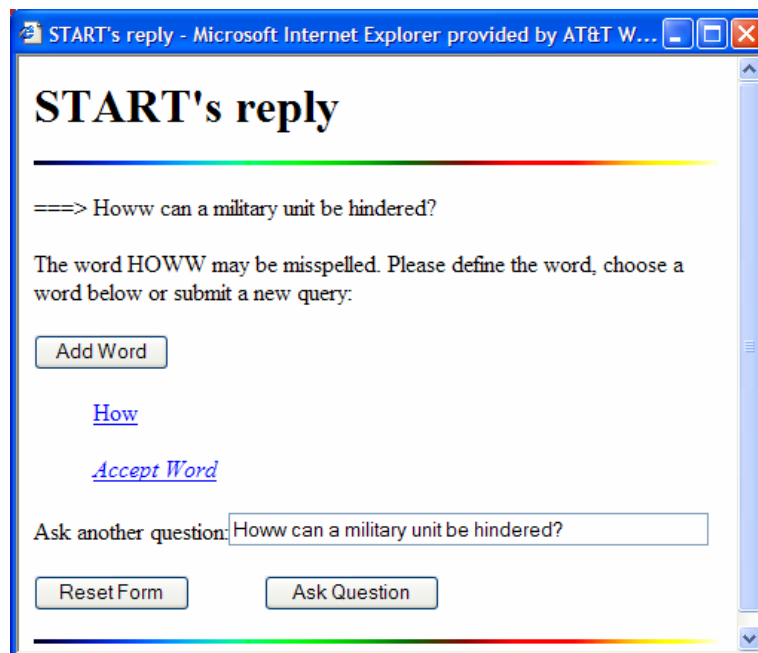 START's reply - Microsoft Internet Explorer provided by AT&T W...
START's reply
===> Howw can a military unit be hindered?
The word HOWW may be misspelled. Please define the word, choose a
word below or submit a new query:
Add Word
How
Accept Word
Ask another question: Howw can a military unit be hindered?
Reset Form Ask Question